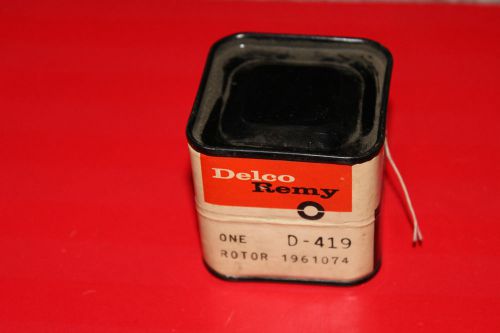 Delco
Remy
ONE D-419
ROTOR 1961074